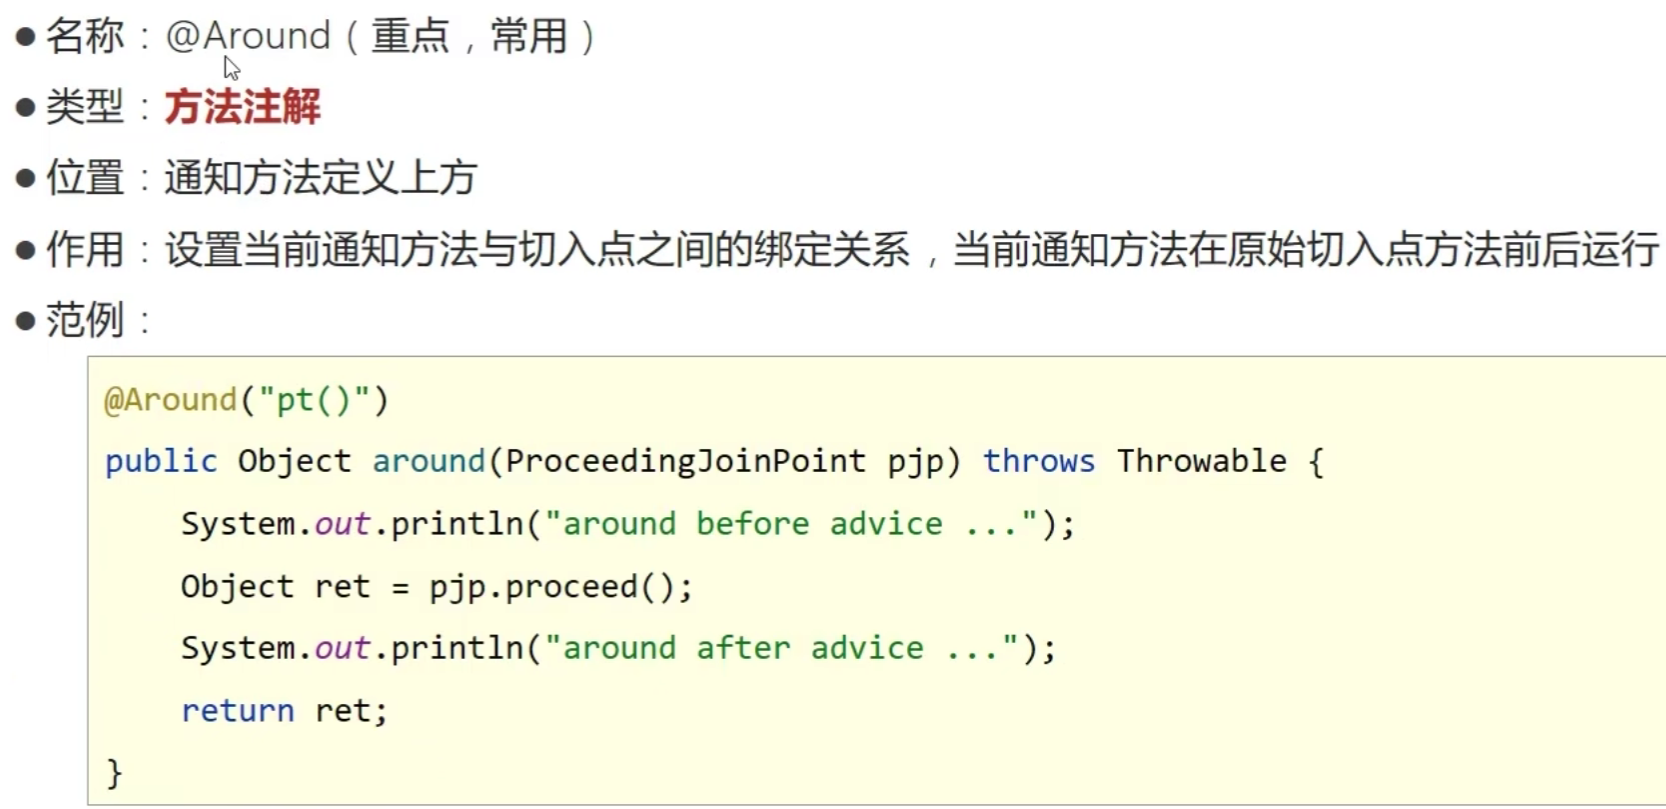 ● 名称：@Around（重点，常用）
● 类型：方法注解
● 位置：通知方法定义上方
● 作用：设置当前通知方法与切入点之间的绑定关系，当前通知方法在原始切入点方法前后运行
● 范例：
@Around("pt()")
public Object around(ProceedingJoinPoint pjp) throws Throwable {
    System.out.println("around before advice ...");
    Object ret = pjp.proceed();
    System.out.println("around after advice ...");
    return ret;
}